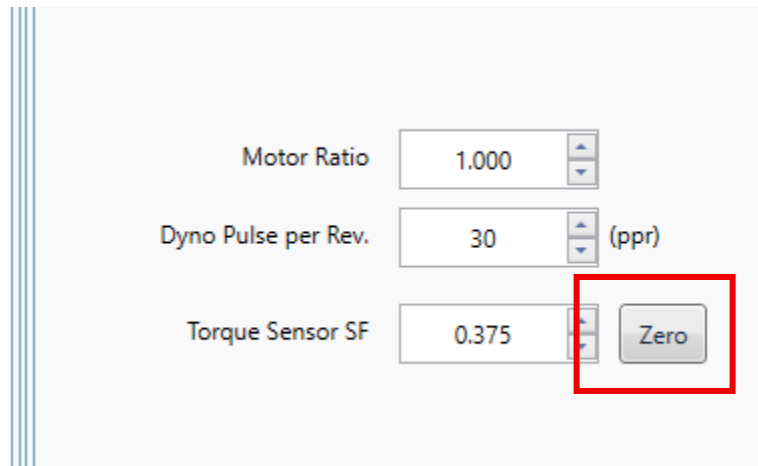 Motor Ratio 1.000
Dyno Pulse per Rev. 30 (ppr)
Torque Sensor SF 0.375 Zero